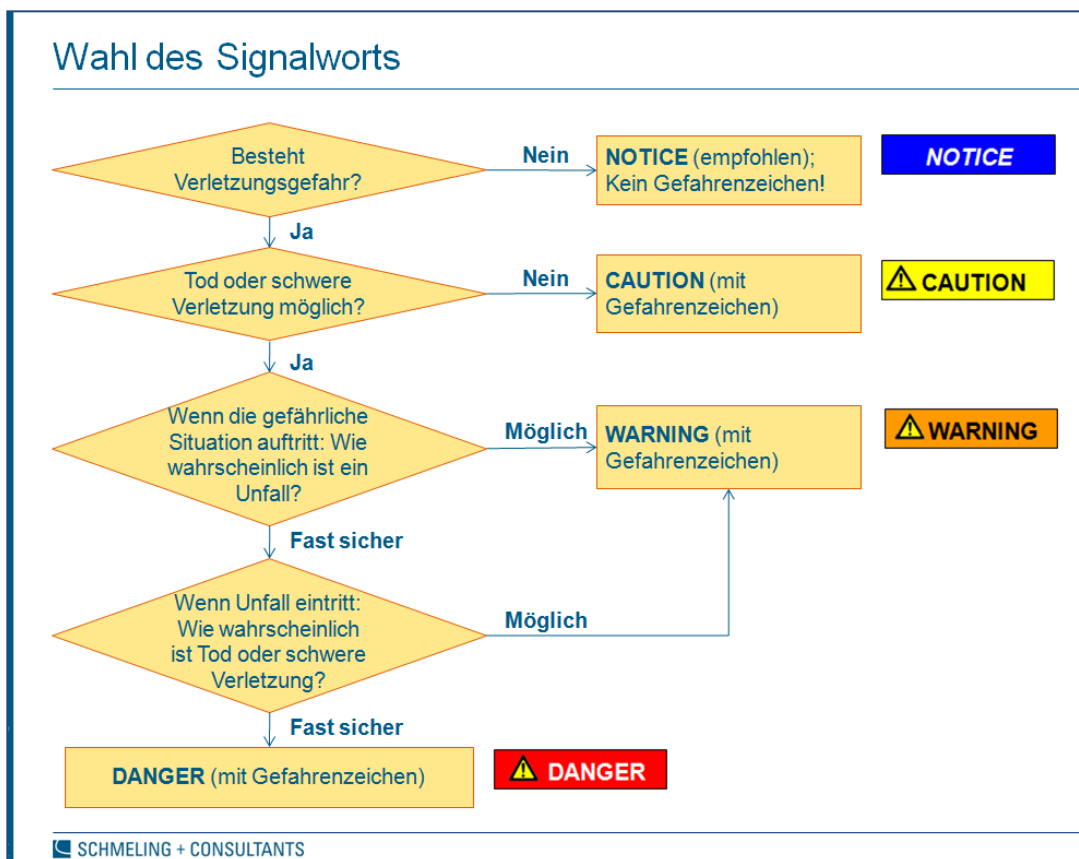 Wahl des Signalworts
Besteht
Verletzungsgefahr?
Nein
NOTICE (empfohlen);
Kein Gefahrenzeichen!
NOTICE
Ja
Tod oder schwere
Verletzung möglich?
Nein
CAUTION (mit
Gefahrenzeichen)
CAUTION
Ja
Wenn die gefährliche
Situation auftritt: Wie
wahrscheinlich ist ein
Unfall?
Möglich
WARNING (mit
Gefahrenzeichen)
WARNING
Fast sicher
Wenn Unfall eintritt:
Wie wahrscheinlich
ist Tod oder schwere
Verletzung?
Möglich
Fast sicher
DANGER (mit Gefahrenzeichen)
DANGER
SCHMELING + CONSULTANTS